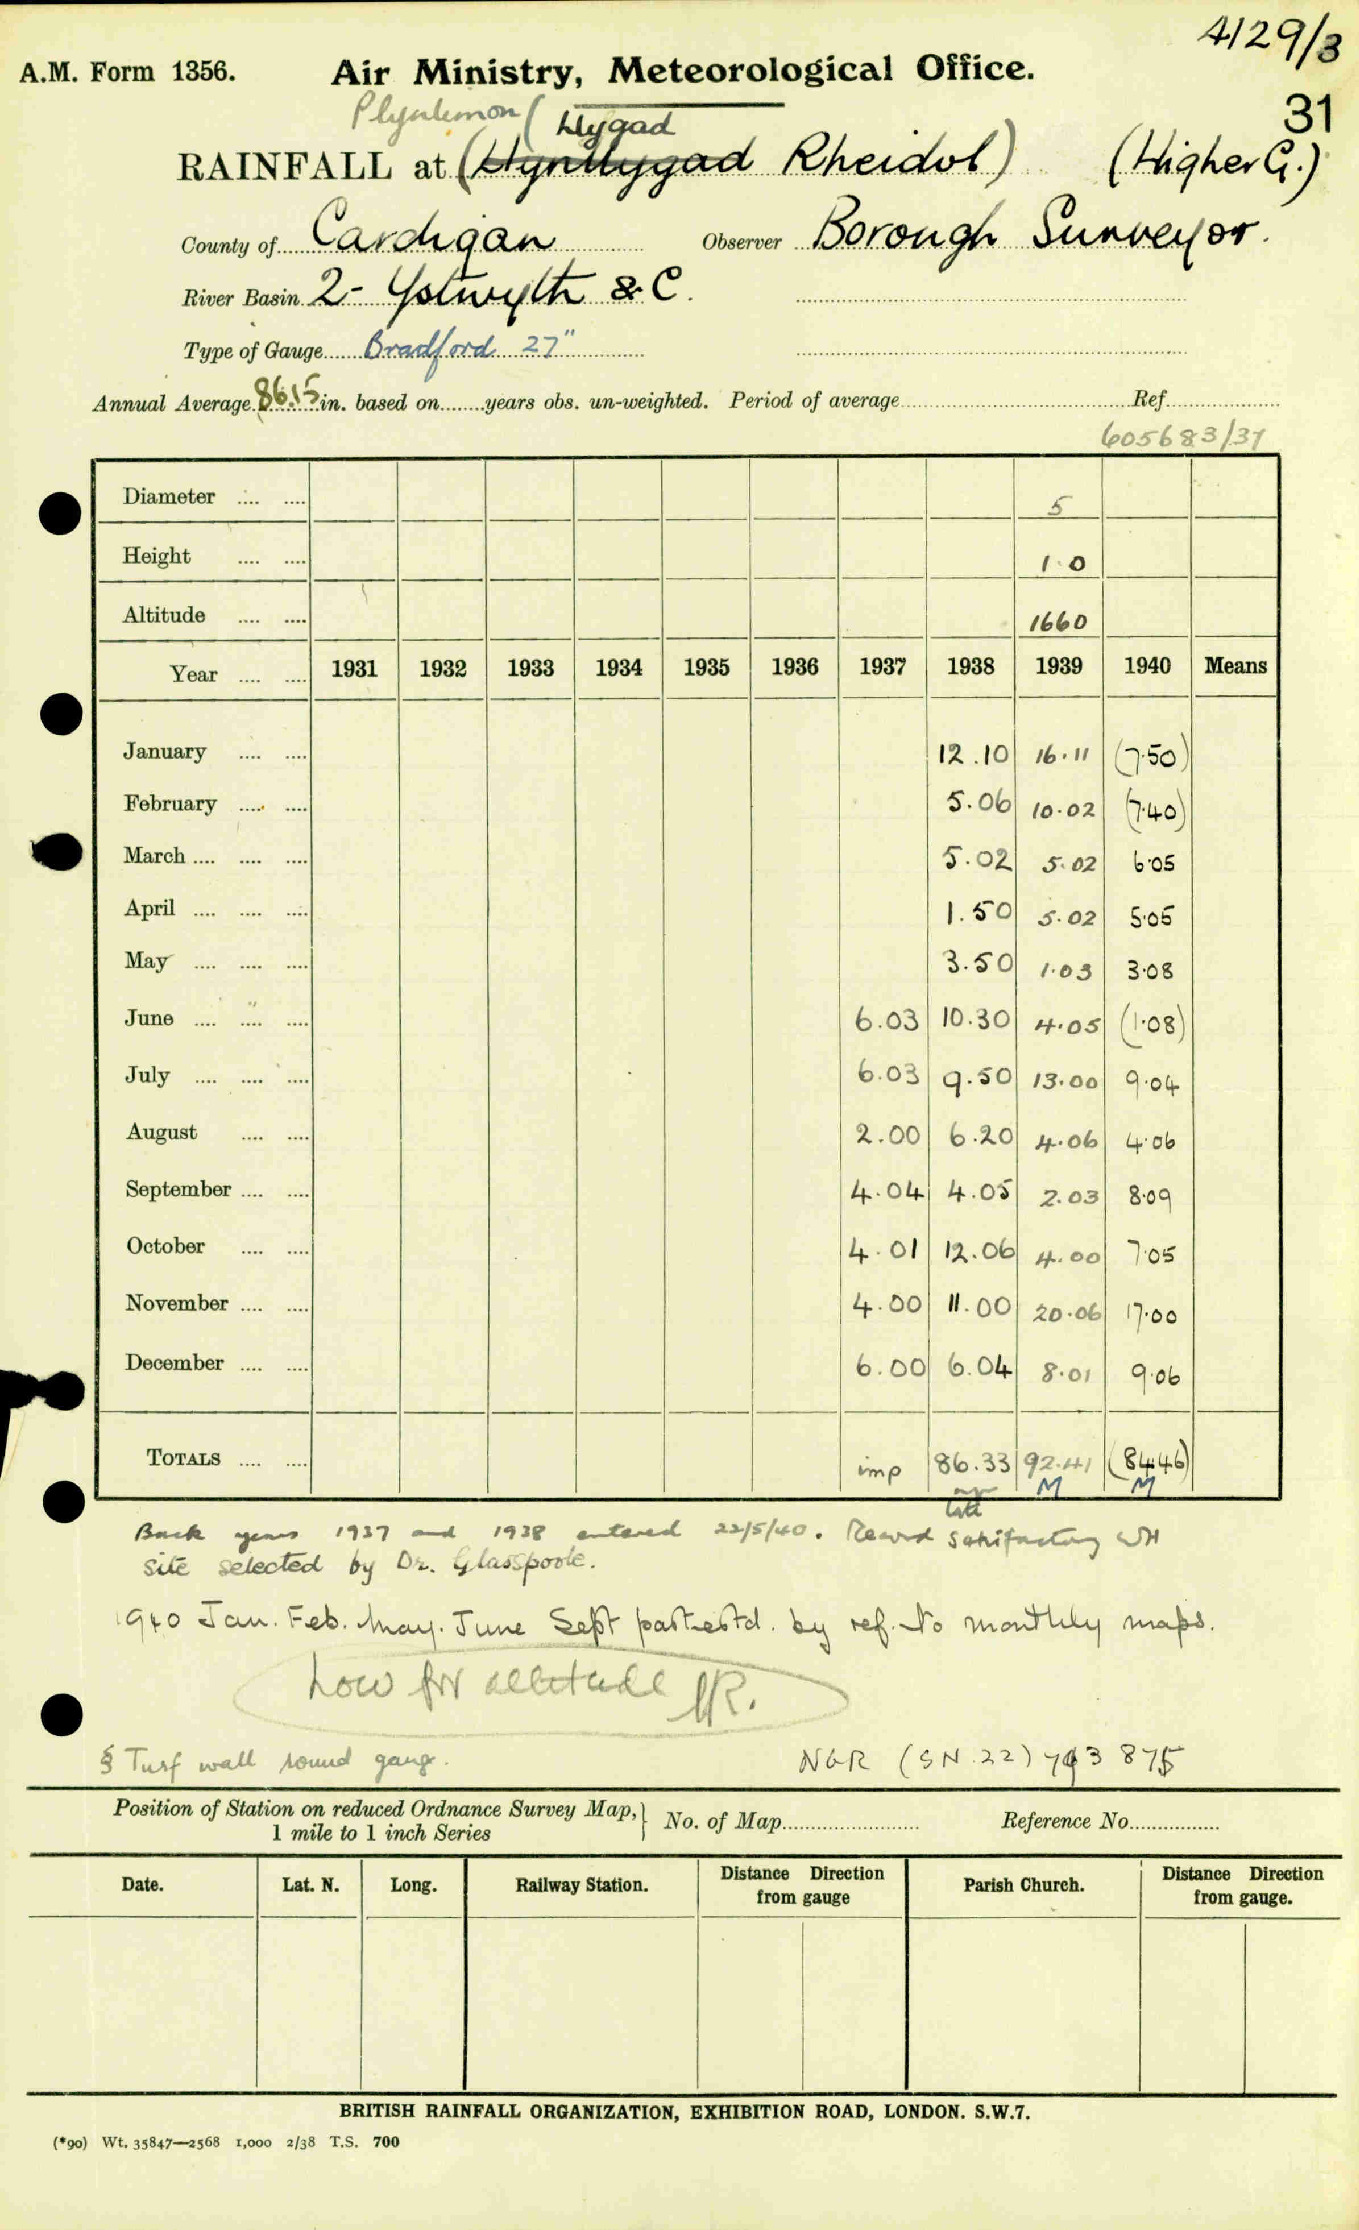 4129/3
A.M. Form 1356.
Air Ministry, Meteorological Office.
31
Plynlimon ( Llygad
RAINFALL at (Llynllygad Rheidol) (Higher G.)
County of Cardigan Observer Borough Surveyor.
River Basin 2- Ystwyth & C.
Type of Gauge Bradford 27"
Annual Average 86.15 in. based on years obs. un-weighted. Period of average Ref
605683/37
Diameter 5
Height 1.0
Altitude 1660
Year 1931 1932 1933 1934 1935 1936 1937 1938 1939 1940 Means
January 12.10 16.11 (7.50)
February 5.06 10.02 (7.40)
March 5.02 5.02 6.05
April 1.50 5.02 5.05
May 3.50 1.03 3.08
June 6.03 10.30 4.05 (1.08)
July 6.03 9.50 13.00 9.04
August 2.00 6.20 4.06 4.06
September 4.04 4.05 2.03 8.09
October 4.01 12.06 4.00 7.05
November 4.00 11.00 20.06 17.00
December 6.00 6.04 8.01 9.06
TOTALS imp 86.33 92.41 (84.46)
late M M
Back years 1937 and 1938 entered 22/5/40. Record satisfactory WH
site selected by Dr. Glasspoole.
1940 Jan. Feb. May. June Sept part estd. by ref. to monthly maps.
Low for altitude
§ Turf wall round gauge.
NGR (SN.22) 793 875
Position of Station on reduced Ordnance Survey Map, 1 mile to 1 inch Series } No. of Map Reference No.
Date. Lat. N. Long. Railway Station. Distance Direction from gauge Parish Church. Distance Direction from gauge.
BRITISH RAINFALL ORGANIZATION, EXHIBITION ROAD, LONDON. S.W.7.
(*90) Wt. 35847—2568 1,000 2/38 T.S. 700